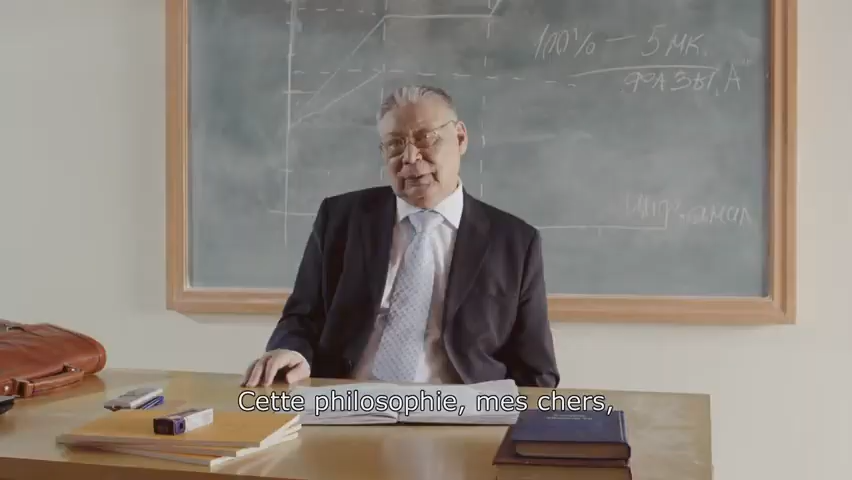 100% — 5 мк.
ФАЗЫ „А"
Cette philosophie, mes chers,